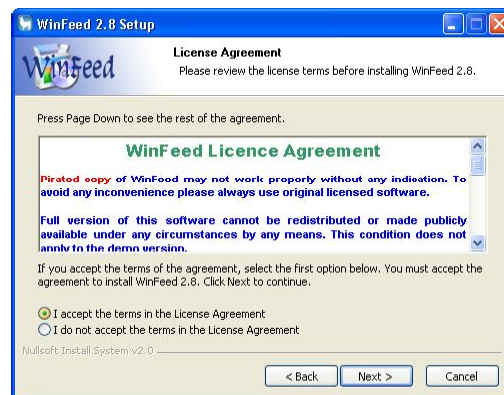 WinFeed 2.8 Setup
WinFeed
License Agreement
Please review the license terms before installing WinFeed 2.8.
Press Page Down to see the rest of the agreement.
WinFeed Licence Agreement
Pirated copy of WinFeed may not work properly without any indication. To
avoid any inconvenience please always use original licensed software.
Full version of this software cannot be redistributed or made publicly
available under any circumstances by any means. This condition does not
apply to the demo version.
If you accept the terms of the agreement, select the first option below. You must accept the
agreement to install WinFeed 2.8. Click Next to continue.
I accept the terms in the License Agreement
I do not accept the terms in the License Agreement
Nullsoft Install System v2.0
< Back Next > Cancel